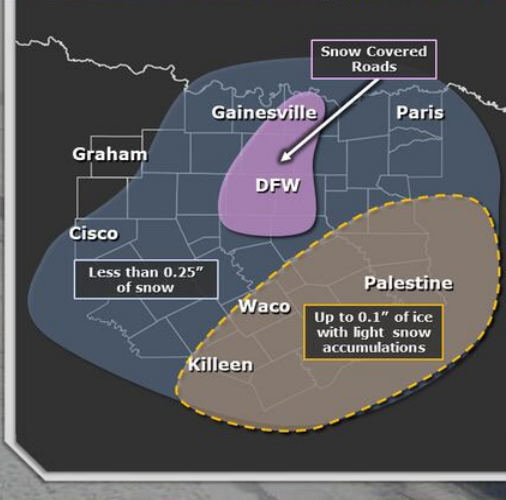 Snow Covered
Roads
Gainesville
Paris
Graham
DFW
Cisco
Less than 0.25”
of snow
Palestine
Waco
Up to 0.1” of ice
with light snow
accumulations
Killeen